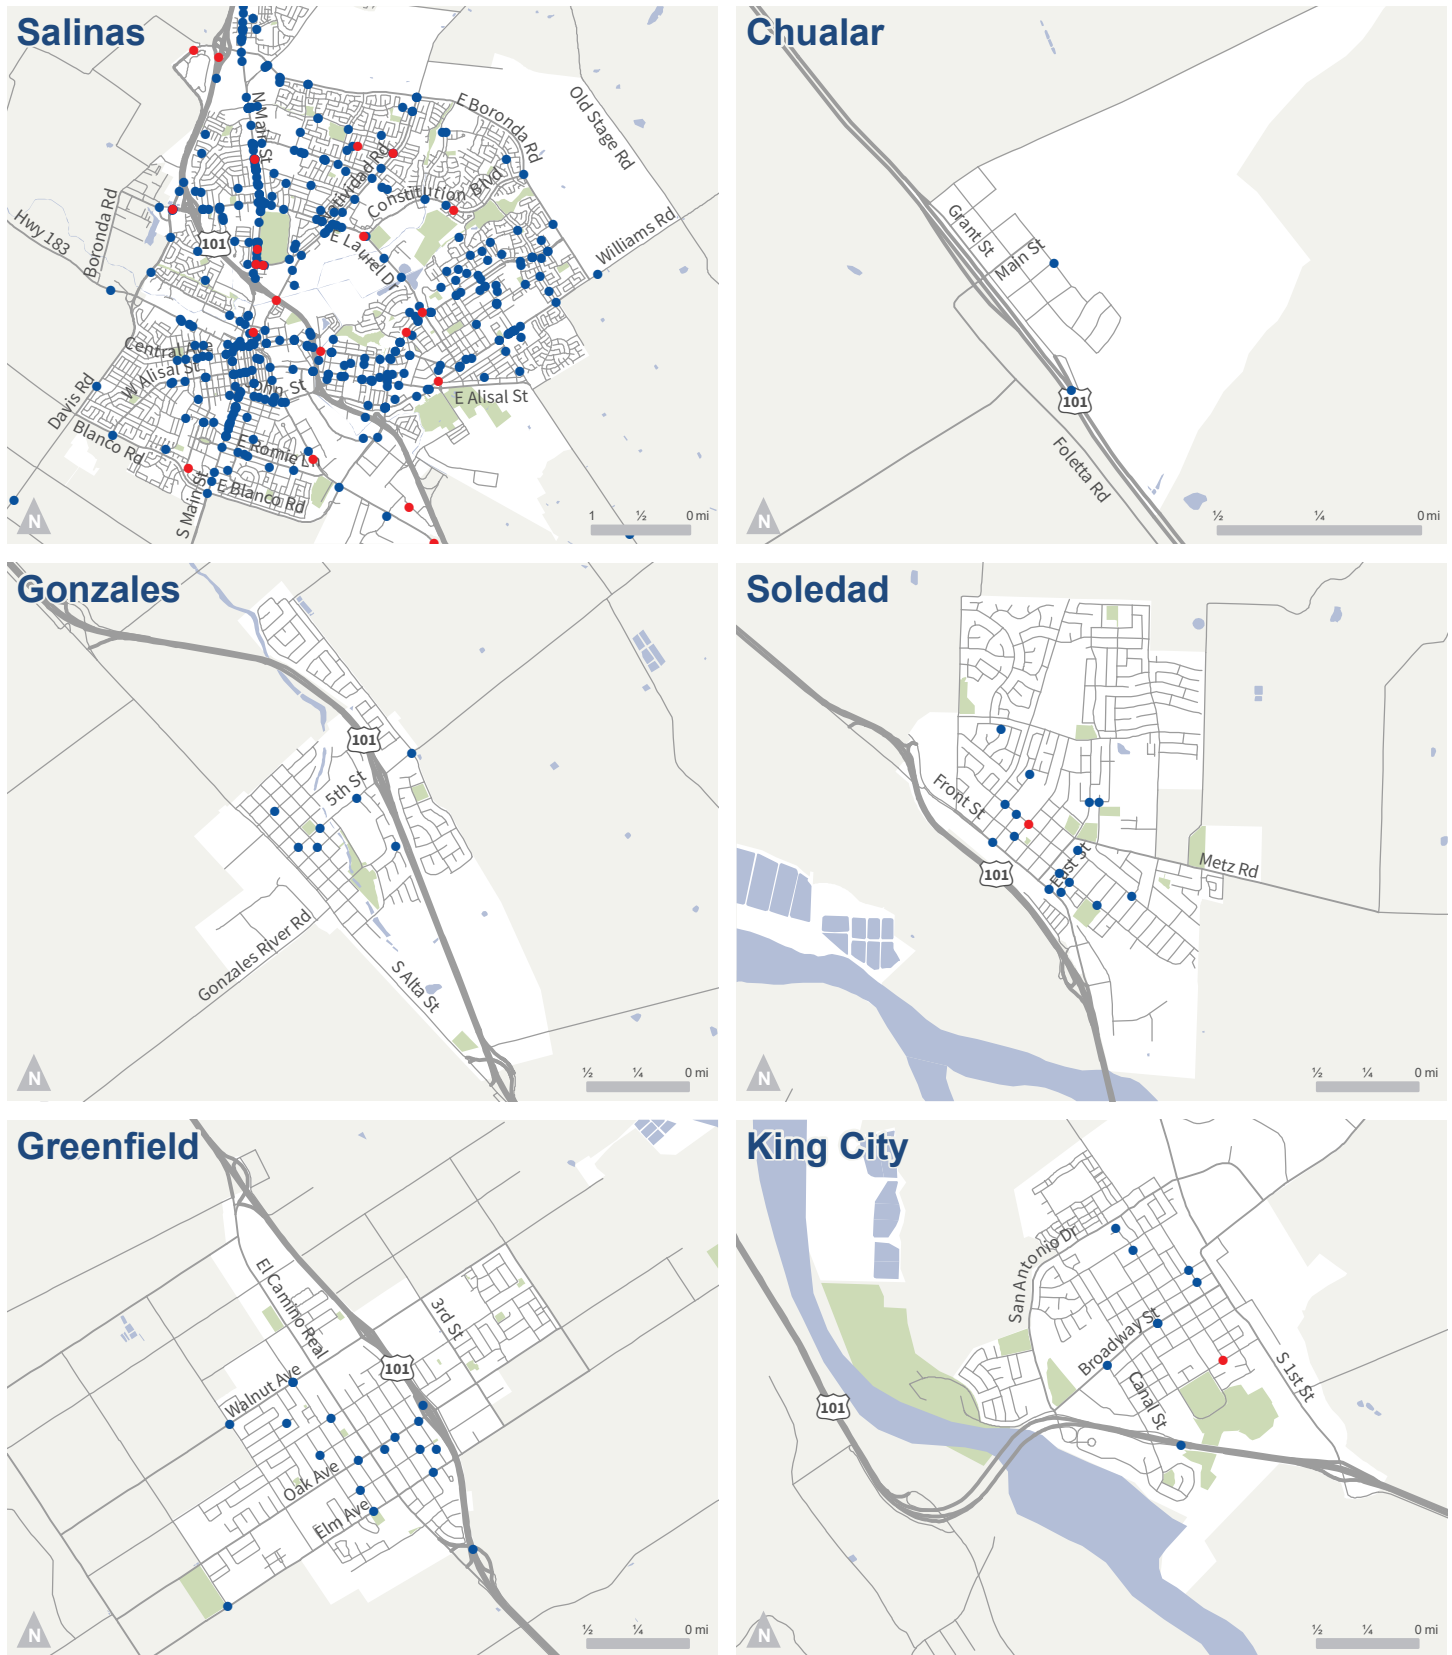 Salinas
N Main St
E Boronda Rd
Old Stage Rd
Natividad Rd
Constitution Blvd
Boronda Rd
Hwy 183
101
E Laurel Dr
Williams Rd
Central Ave
W Alisal St
John St
Davis Rd
E Alisal St
Blanco Rd
E Romie Ln
E Blanco Rd
S Main St
N
1 ½ 0 mi
Chualar
Grant St
Main St
101
Foletta Rd
N
½ ¼ 0 mi
Gonzales
101
5th St
Gonzales River Rd
S Alta St
N
½ ¼ 0 mi
Soledad
Front St
East St
101
Metz Rd
N
½ ¼ 0 mi
Greenfield
El Camino Real
3rd St
101
Walnut Ave
Oak Ave
Elm Ave
N
½ ¼ 0 mi
King City
San Antonio Dr
Broadway St
Canal St
S 1st St
101
N
½ ¼ 0 mi